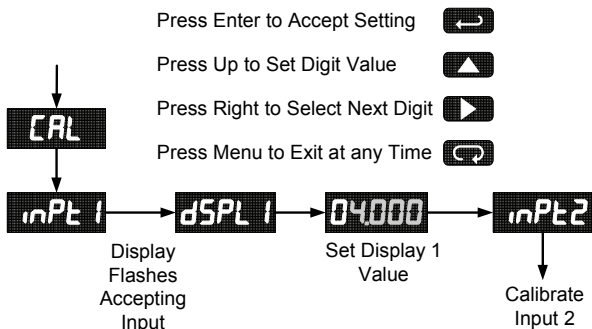 Press Enter to Accept Setting
Press Up to Set Digit Value
Press Right to Select Next Digit
Press Menu to Exit at any Time
CAL
inPt 1
dSPL 1
04.000
inPt2
Display
Flashes
Accepting
Input
Set Display 1
Value
Calibrate
Input 2